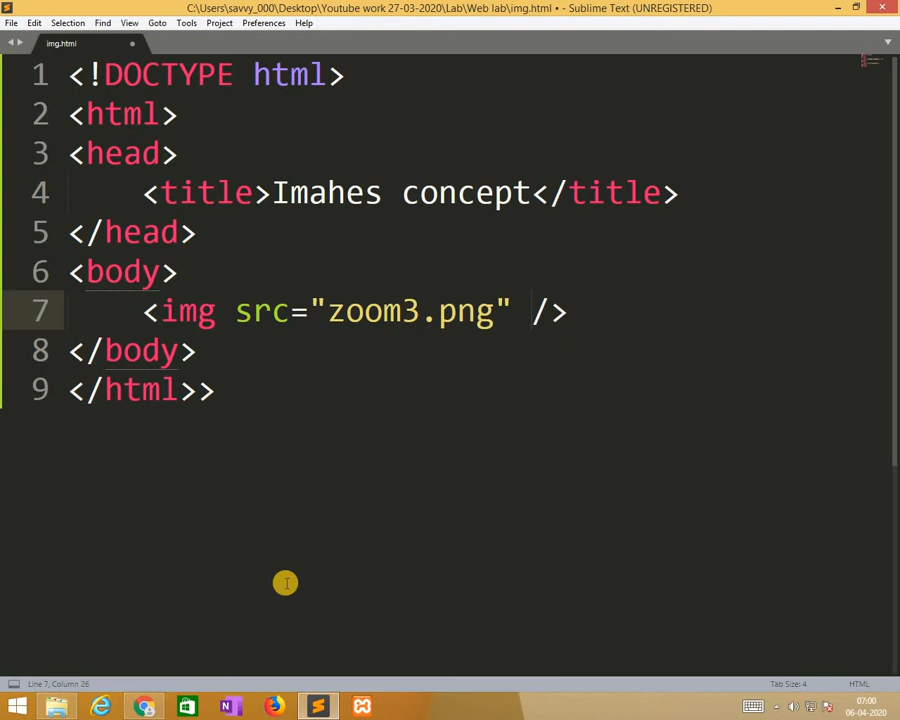 C:\Users\savvy_000\Desktop\Youtube work 27-03-2020\Lab\Web lab\img.html • - Sublime Text (UNREGISTERED)
File Edit Selection Find View Goto Tools Project Preferences Help
img.html
1 <!DOCTYPE html>
2 <html>
3 <head>
4 <title>Imahes concept</title>
5 </head>
6 <body>
7 <img src="zoom3.png" />
8 </body>
9 </html>>
Line 7, Column 26 Tab Size: 4 HTML
07:00
06-04-2020